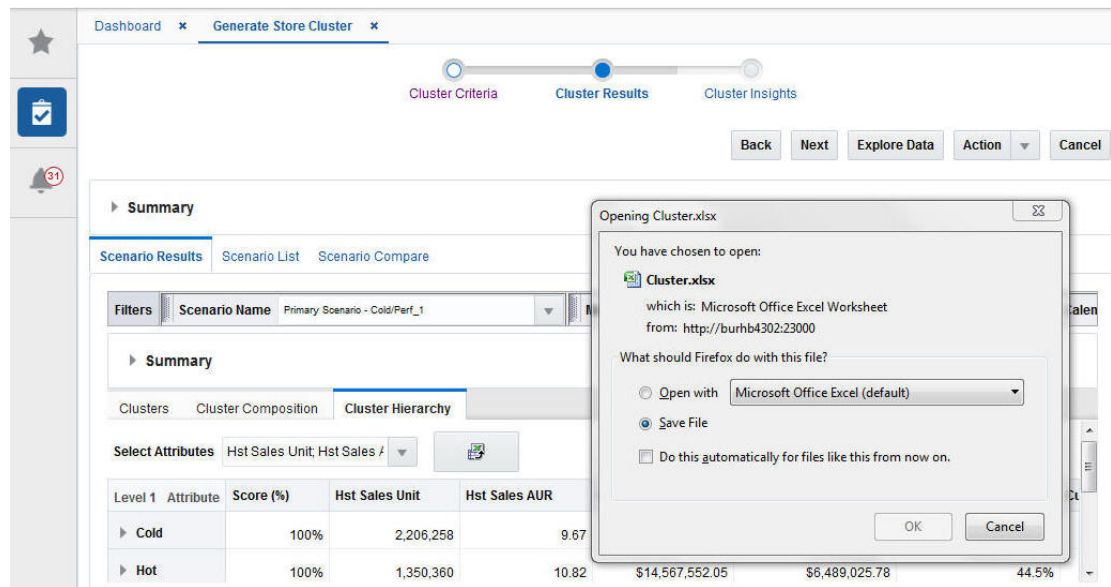 Dashboard ×    Generate Store Cluster ×
Cluster Criteria    Cluster Results    Cluster Insights
Back    Next    Explore Data    Action    Cancel
31
Summary
Scenario Results    Scenario List    Scenario Compare
Filters    Scenario Name    Primary Scenario - Cold/Perf_1
Summary
Clusters    Cluster Composition    Cluster Hierarchy
Select Attributes    Hst Sales Unit; Hst Sales
Level 1    Attribute    Score (%)    Hst Sales Unit    Hst Sales AUR
Cold    100%    2,206,258    9.67
Hot    100%    1,350,360    10.82    $14,567,552.05    $6,489,025.78    44.5%
Opening Cluster.xlsx
You have chosen to open:
Cluster.xlsx
which is: Microsoft Office Excel Worksheet
from: http://burhb4302:23000
What should Firefox do with this file?
Open with    Microsoft Office Excel (default)
Save File
Do this automatically for files like this from now on.
OK    Cancel